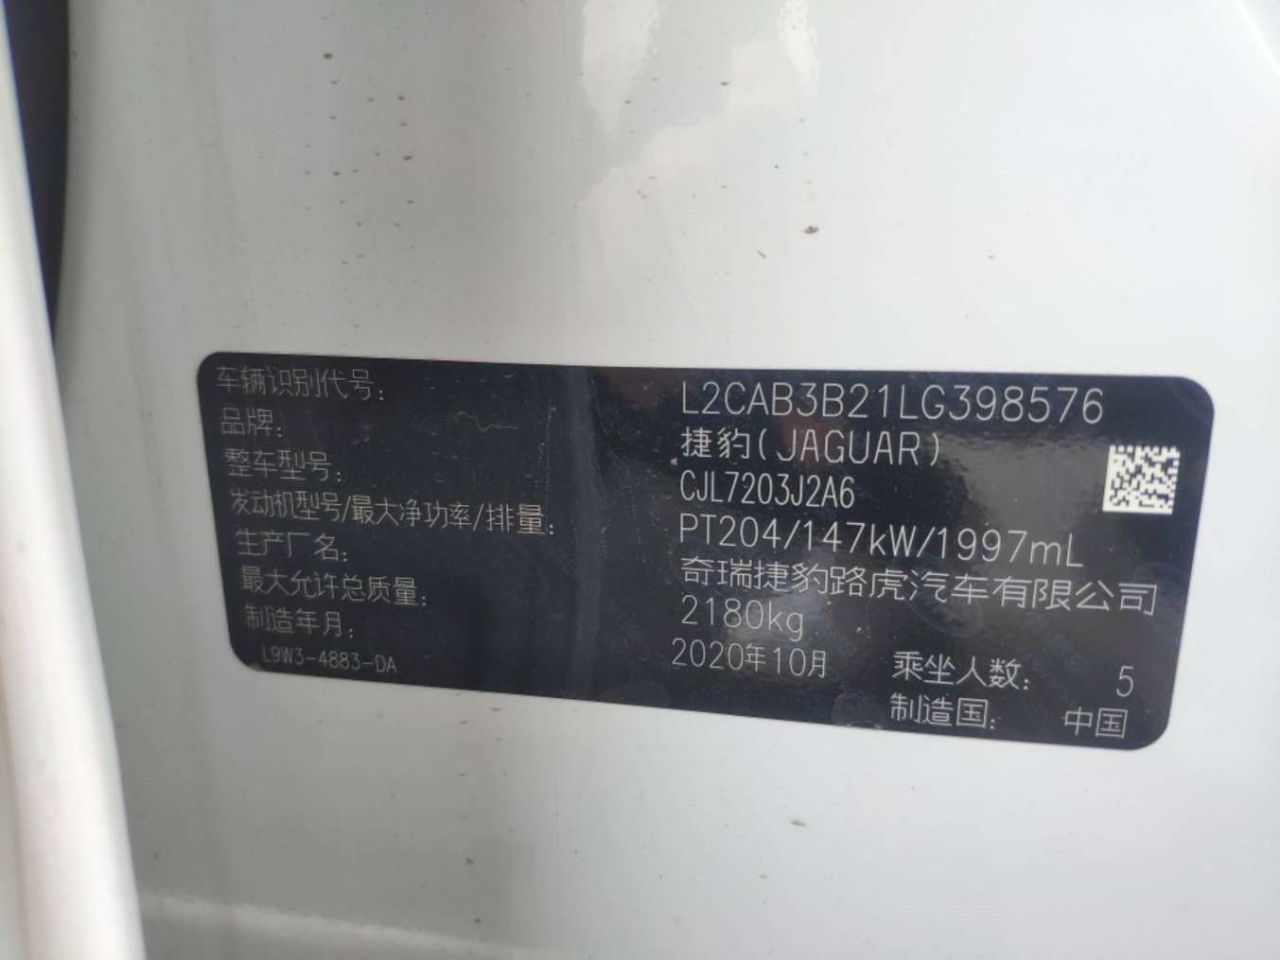 车辆识别代号: L2CAB3B21LG398576
品牌: 捷豹(JAGUAR)
整车型号: CJL7203J2A6
发动机型号/最大净功率/排量: PT204/147kW/1997mL
生产厂名: 奇瑞捷豹路虎汽车有限公司
最大允许总质量: 2180kg
制造年月: 2020年10月 乘坐人数: 5
L9W3-4883-DA 制造国: 中国